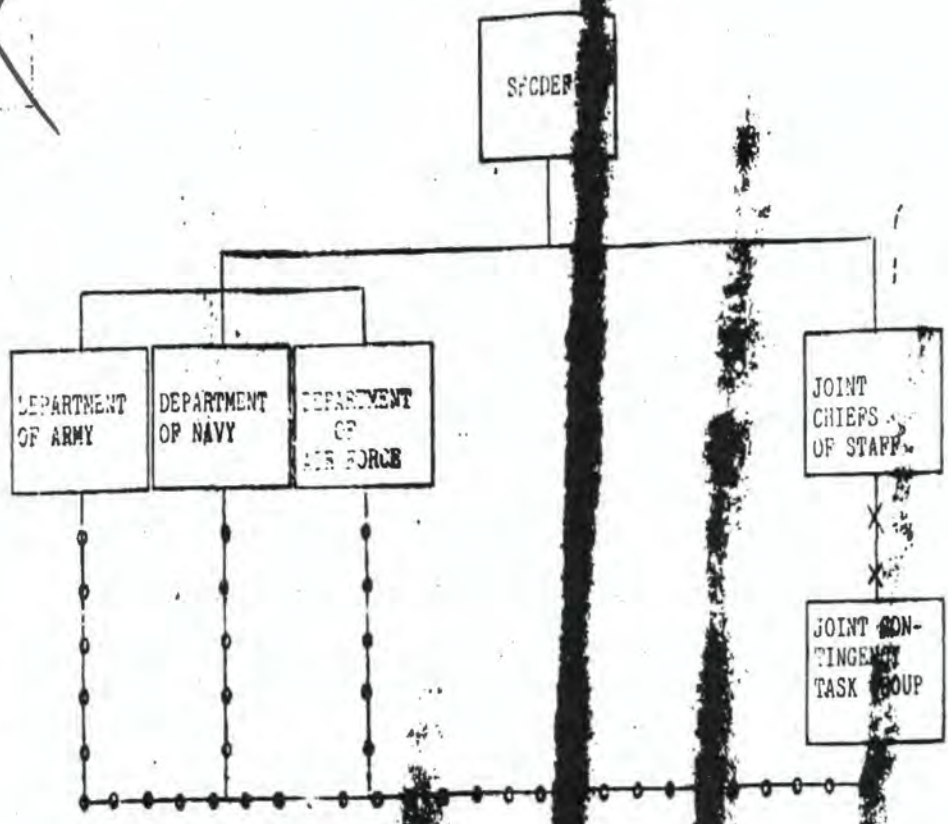 SECDEF
DEPARTMENT
OF ARMY
DEPARTMENT
OF NAVY
DEPARTMENT
OF
AIR FORCE
JOINT
CHIEFS
OF STAFF
JOINT CON-
TINGENCY
TASK GROUP